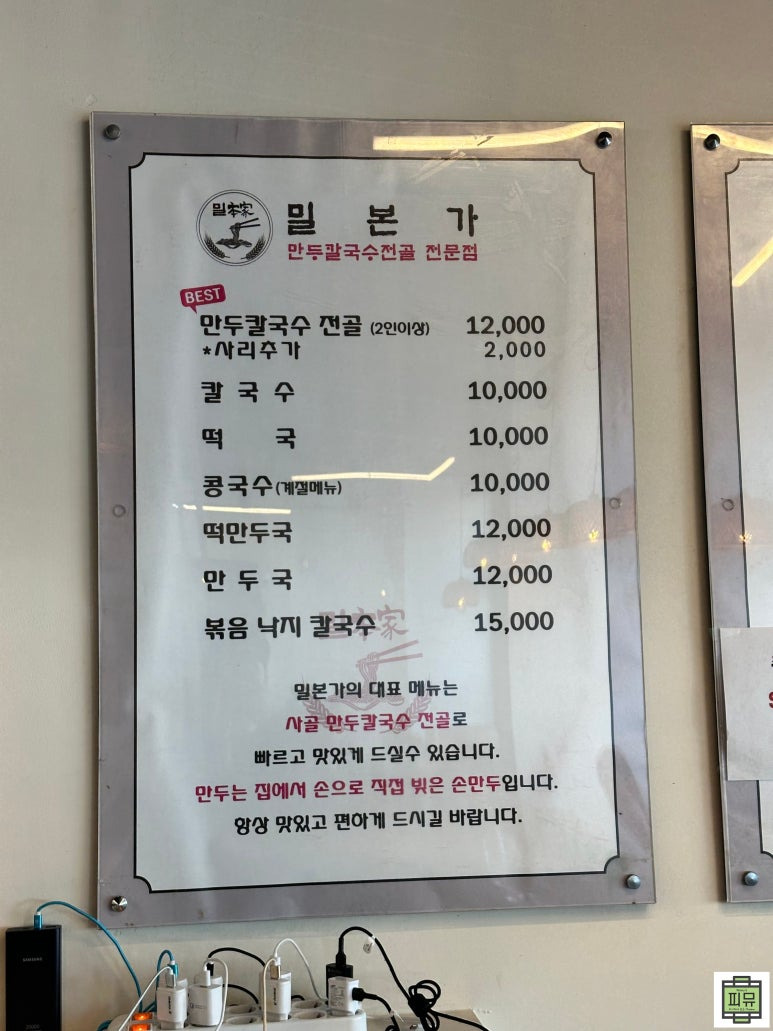 밀本家
밀본가
만두칼국수전골 전문점
BEST
만두칼국수 전골 (2인이상) 12,000
*사리추가 2,000
칼국수 10,000
떡국 10,000
콩국수(계절메뉴) 10,000
떡만두국 12,000
만두국 12,000
볶음 낙지 칼국수 15,000
밀本家
밀본가의 대표 메뉴는
사골 만두칼국수 전골로
빠르고 맛있게 드실수 있습니다.
만두는 집에서 손으로 직접 빚은 손만두입니다.
항상 맛있고 편하게 드시길 바랍니다.
SAMSUNG
피뮤